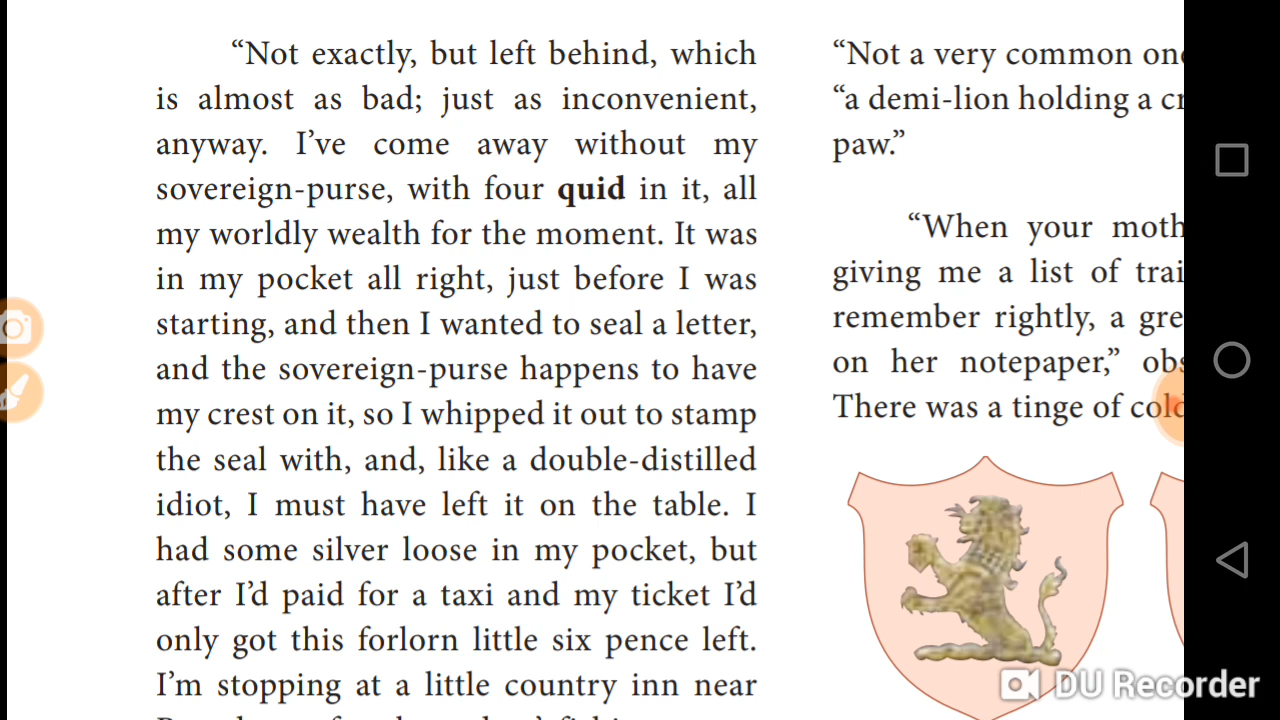 “Not exactly, but left behind, which
is almost as bad; just as inconvenient,
anyway. I’ve come away without my
sovereign-purse, with four quid in it, all
my worldly wealth for the moment. It was
in my pocket all right, just before I was
starting, and then I wanted to seal a letter,
and the sovereign-purse happens to have
my crest on it, so I whipped it out to stamp
the seal with, and, like a double-distilled
idiot, I must have left it on the table. I
had some silver loose in my pocket, but
after I’d paid for a taxi and my ticket I’d
only got this forlorn little six pence left.
I’m stopping at a little country inn near
“Not a very common
“a demi-lion holding a
paw.”
“When your
giving me a list of
remember rightly, a
on her notepaper,”
There was a tinge of
DU Recorder